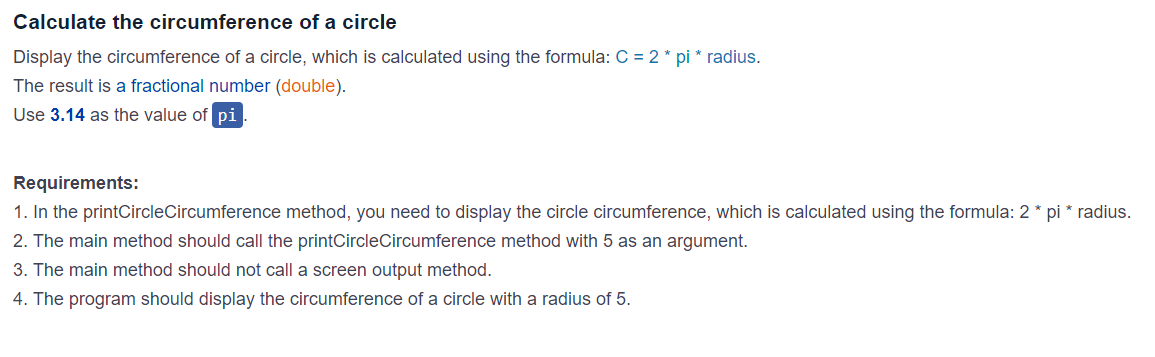 Calculate the circumference of a circle
Display the circumference of a circle, which is calculated using the formula: C = 2 * pi * radius.
The result is a fractional number (double).
Use 3.14 as the value of pi.
Requirements:
1. In the printCircleCircumference method, you need to display the circle circumference, which is calculated using the formula: 2 * pi * radius.
2. The main method should call the printCircleCircumference method with 5 as an argument.
3. The main method should not call a screen output method.
4. The program should display the circumference of a circle with a radius of 5.